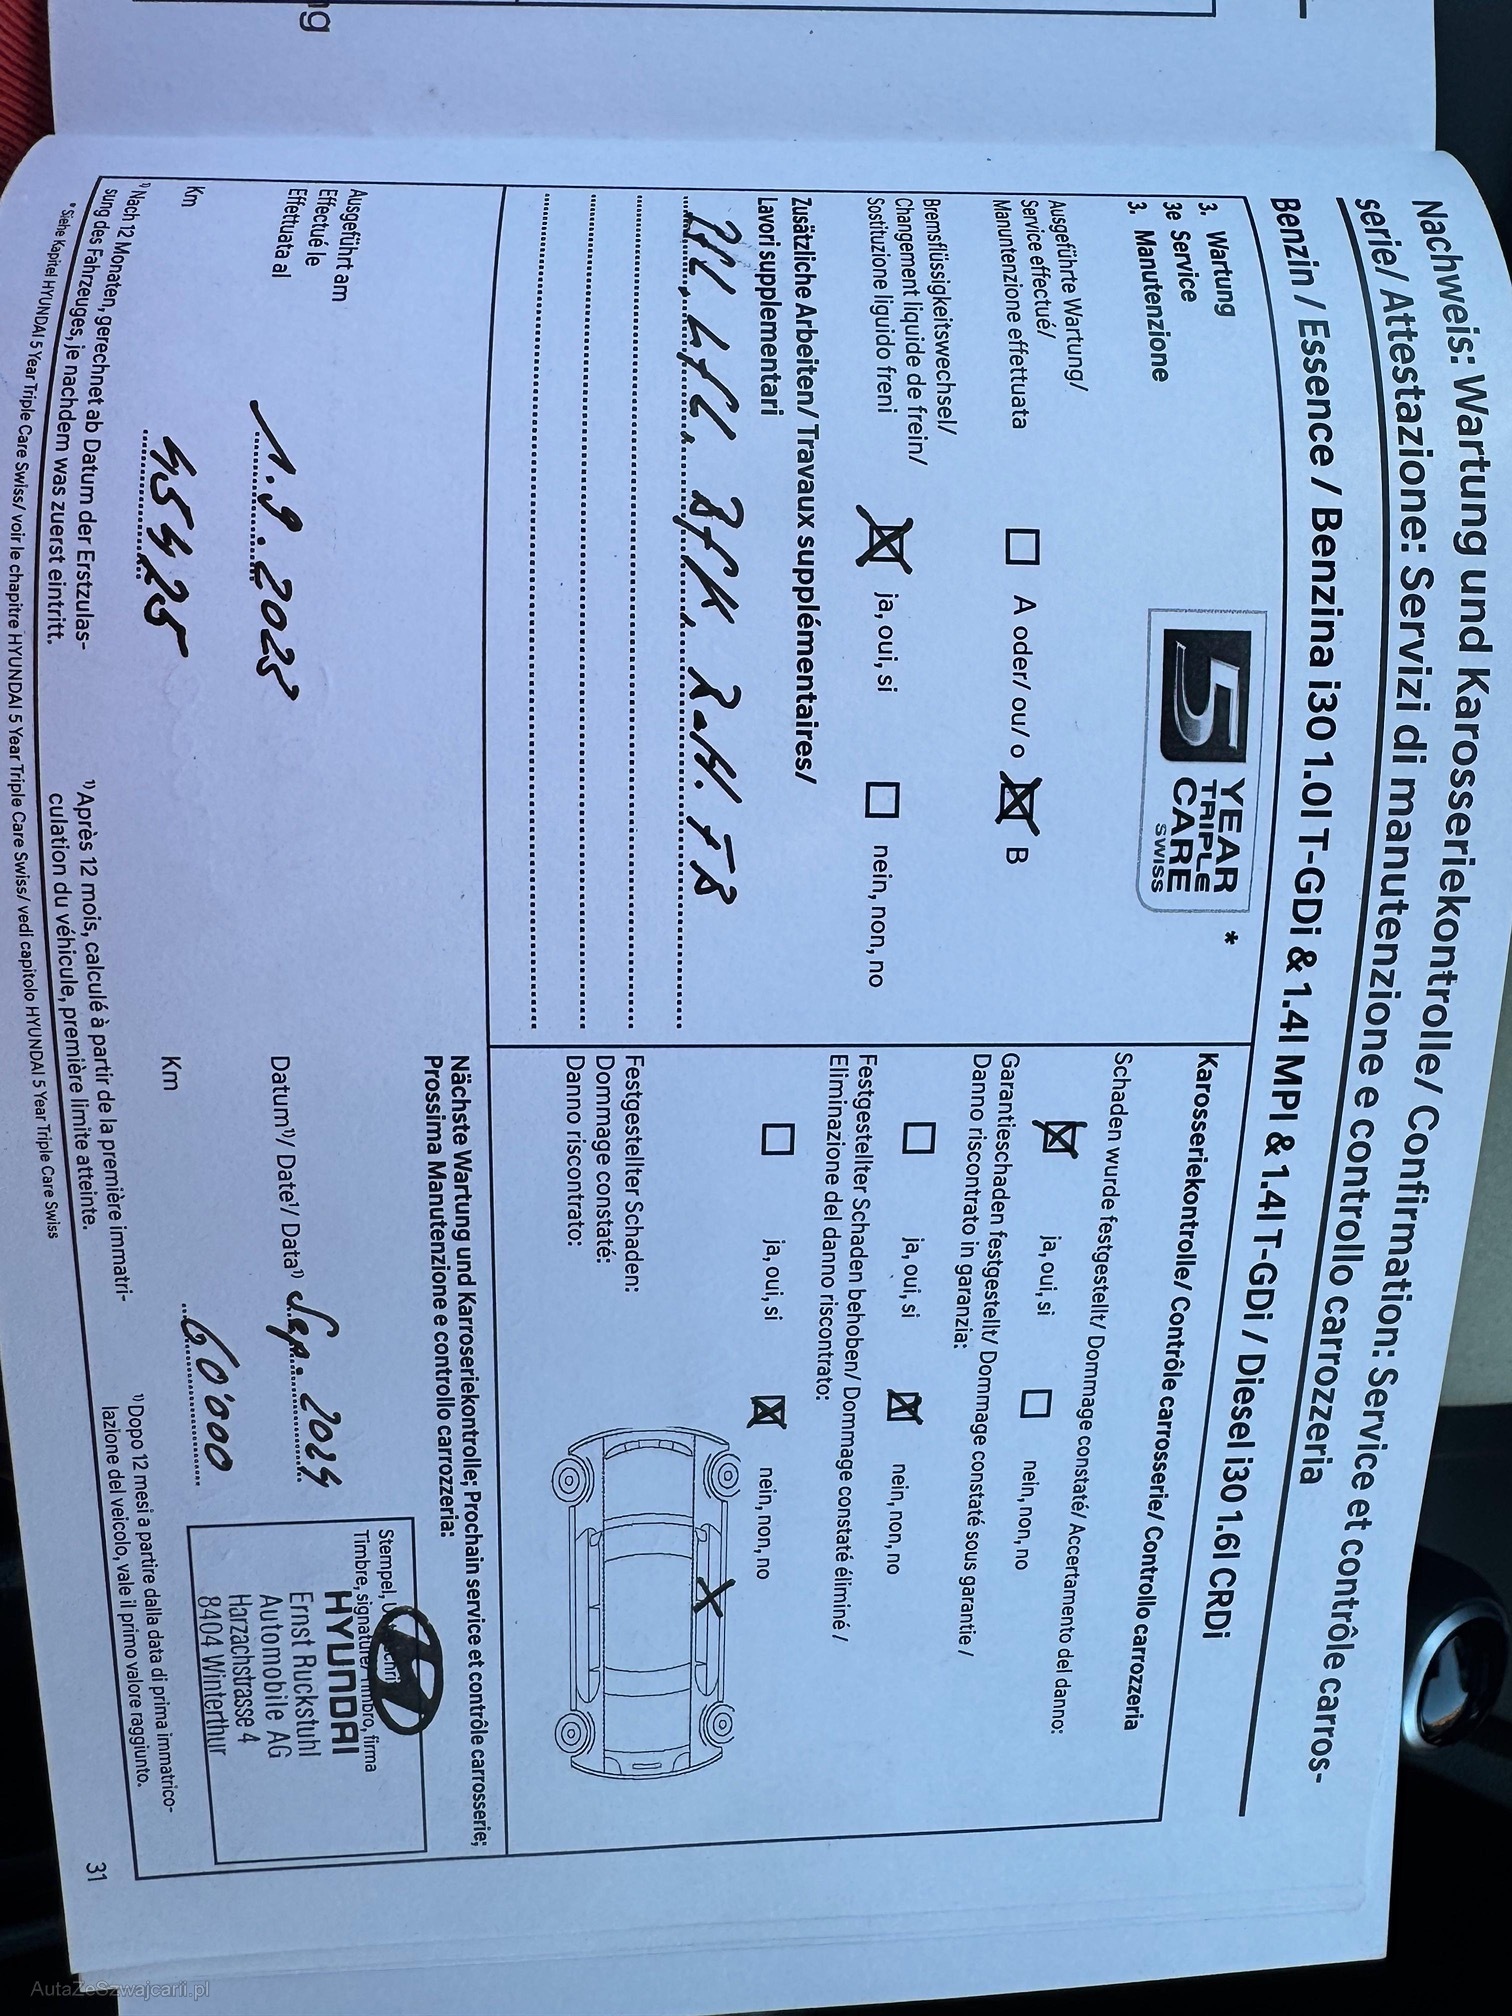 ng
Nachweis: Wartung und Karosseriekontrolle/ Confirmation: Service et contrôle carros-
serie/ Attestazione: Servizi di manutenzione e controllo carrozzeria
Benzin / Essence / Benzina i30 1.0l T-GDi & 1.4l MPI & 1.4l T-GDi / Diesel i30 1.6l CRDi
3. Wartung
3e Service
3. Manutenzione
5 YEAR
TRIPLE
CARE
SWISS
*
Ausgeführte Wartung/
Service effectué/
Manuntenzione effettuata
A oder/ ou/ o B
Bremsflüssigkeitswechsel/
Changement liquide de frein/
Sostituzione liguido freni
ja, oui, si
nein, non, no
Zusätzliche Arbeiten/ Travaux supplémentaires/
Lavori supplementari
Karosseriekontrolle/ Contrôle carrosserie/ Controllo carrozzeria
Schaden wurde festgestellt/ Dommage constaté/ Accertamento del danno:
ja, oui, si
nein, non, no
Garantieschaden festgestellt/ Dommage constaté sous garantie /
Danno riscontrato in garanzia:
ja, oui, si
nein, non, no
Festgestellter Schaden behoben/ Dommage constaté éliminé /
Eliminazione del danno riscontrato:
ja, oui, si
nein, non, no
Festgestellter Schaden:
Dommage constaté:
Danno riscontrato:
Ausgeführt am
Effectué le
Effettuata al
1.9.2023
Km
45425
Nächste Wartung und Karroseriekontrolle; Prochain service et contrôle carrosserie;
Prossima Manutenzione e controllo carrozzeria:
Datum¹⁾/ Date¹/ Data¹⁾ Sep. 2024
Km
60'000
Stempel,
Timbre, signature/
firma
HYUNDAI
Ernst Ruckstuhl
Automobile AG
Harzachstrasse 4
8404 Winterthur
¹⁾ Nach 12 Monaten, gerechnet ab Datum der Erstzulas-
sung des Fahrzeuges, je nachdem was zuerst eintritt.
¹⁾ Après 12 mois, calculé à partir de la première immatri-
culation du véhicule, première limite atteinte.
¹⁾ Dopo 12 mesi a partire dalla data di prima immatrico-
lazione del veicolo, vale il primo valore raggiunto.
* Siehe Kapitel HYUNDAI 5 Year Triple Care Swiss/ voir le chapitre HYUNDAI 5 Year Triple Care Swiss/ vedi capitolo HYUNDAI 5 Year Triple Care Swiss
31
AutaZeSzwajcarii.pl